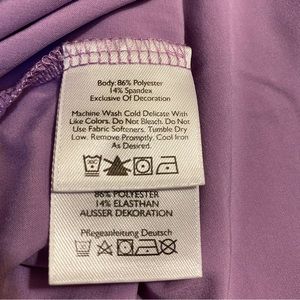 Body: 86% Polyester
14% Spandex
Exclusive Of Decoration
Machine Wash Cold Delicate With
Like Colors. Do Not Bleach. Do Not
Use Fabric Softeners. Tumble Dry
Low. Remove Promptly. Cool Iron
As Desired.
86% POLYESTER
14% ELASTHAN
AUSSER DEKORATION
Pflegeanleitung Deutsch